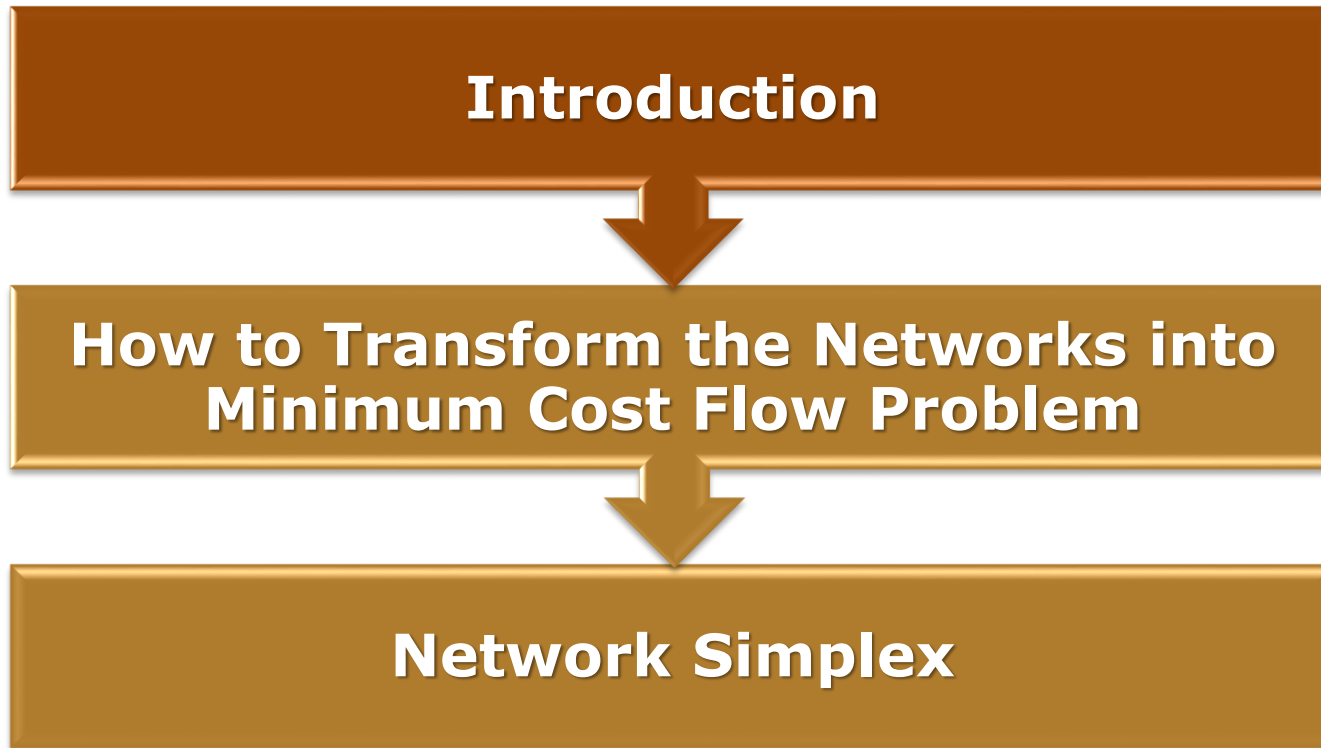 Introduction
How to Transform the Networks into
Minimum Cost Flow Problem
Network Simplex